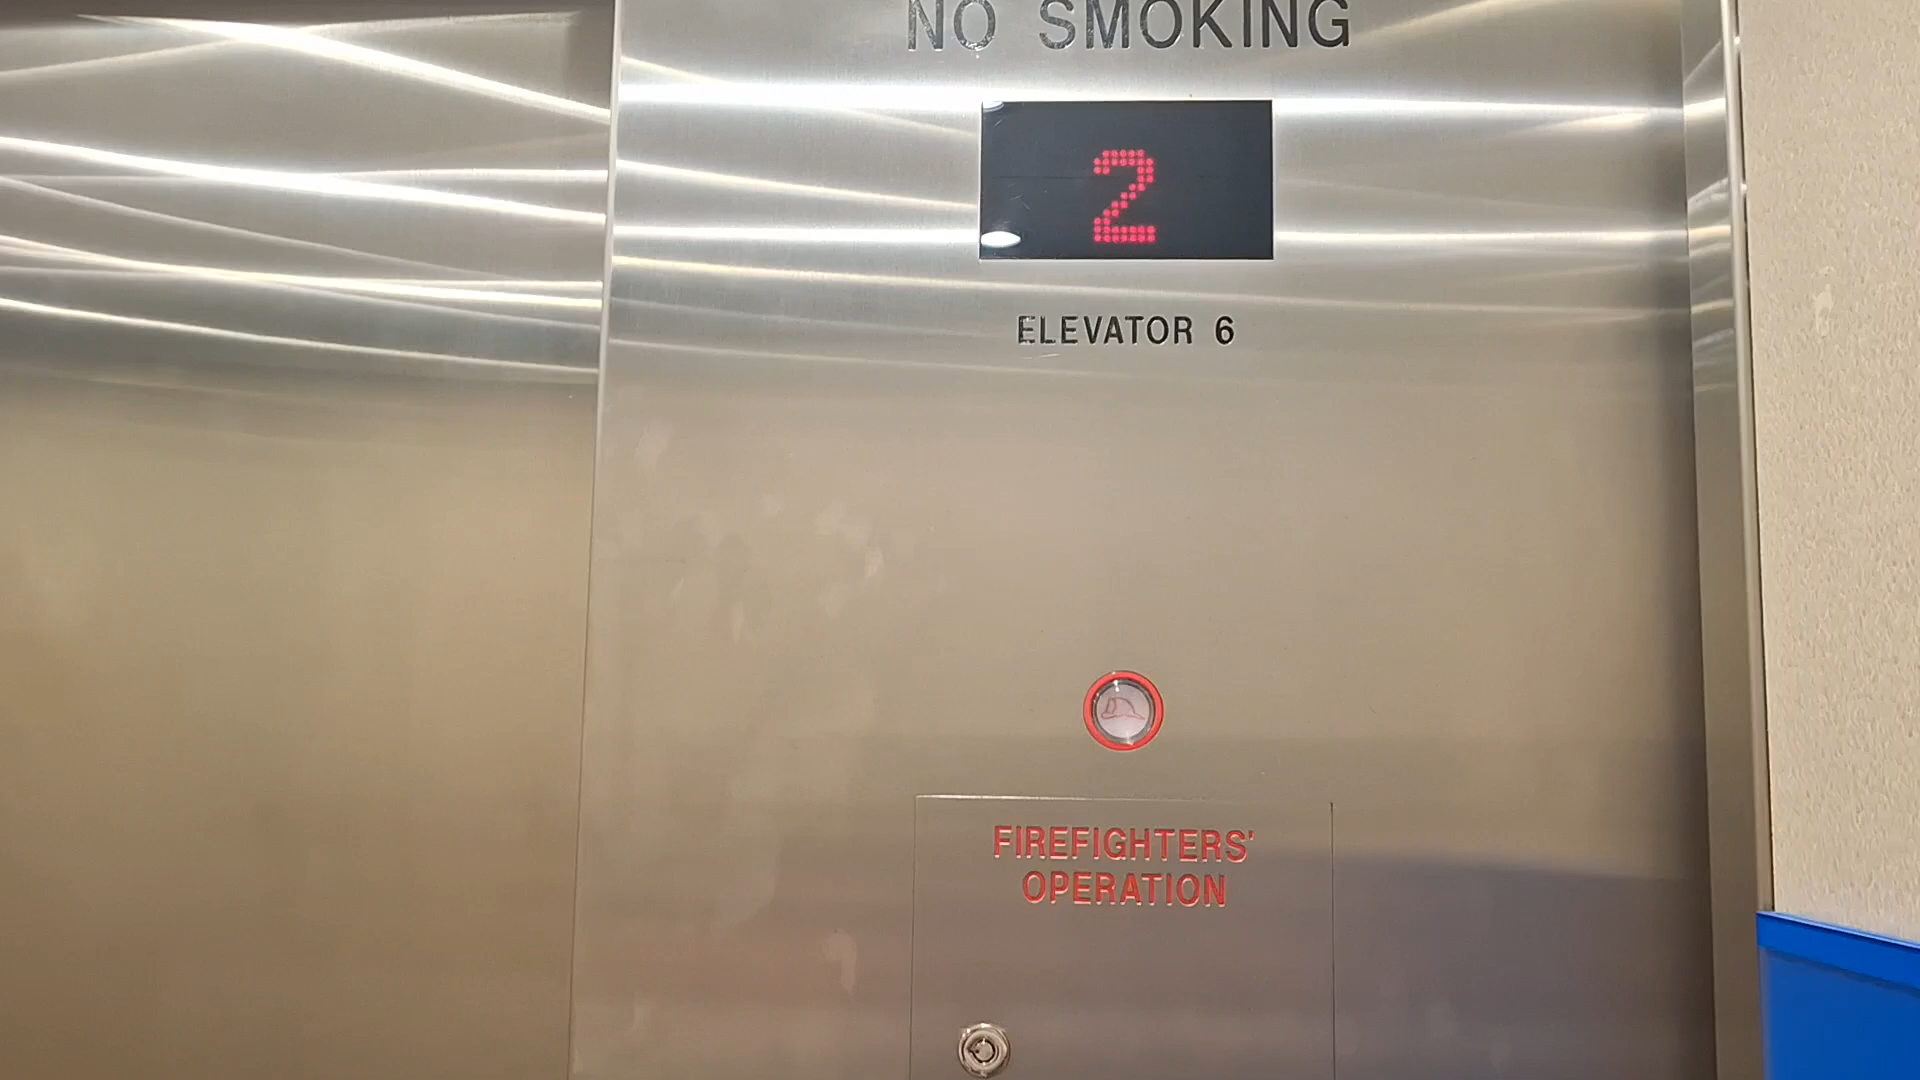 NO SMOKING
2
ELEVATOR 6
FIREFIGHTERS'
OPERATION